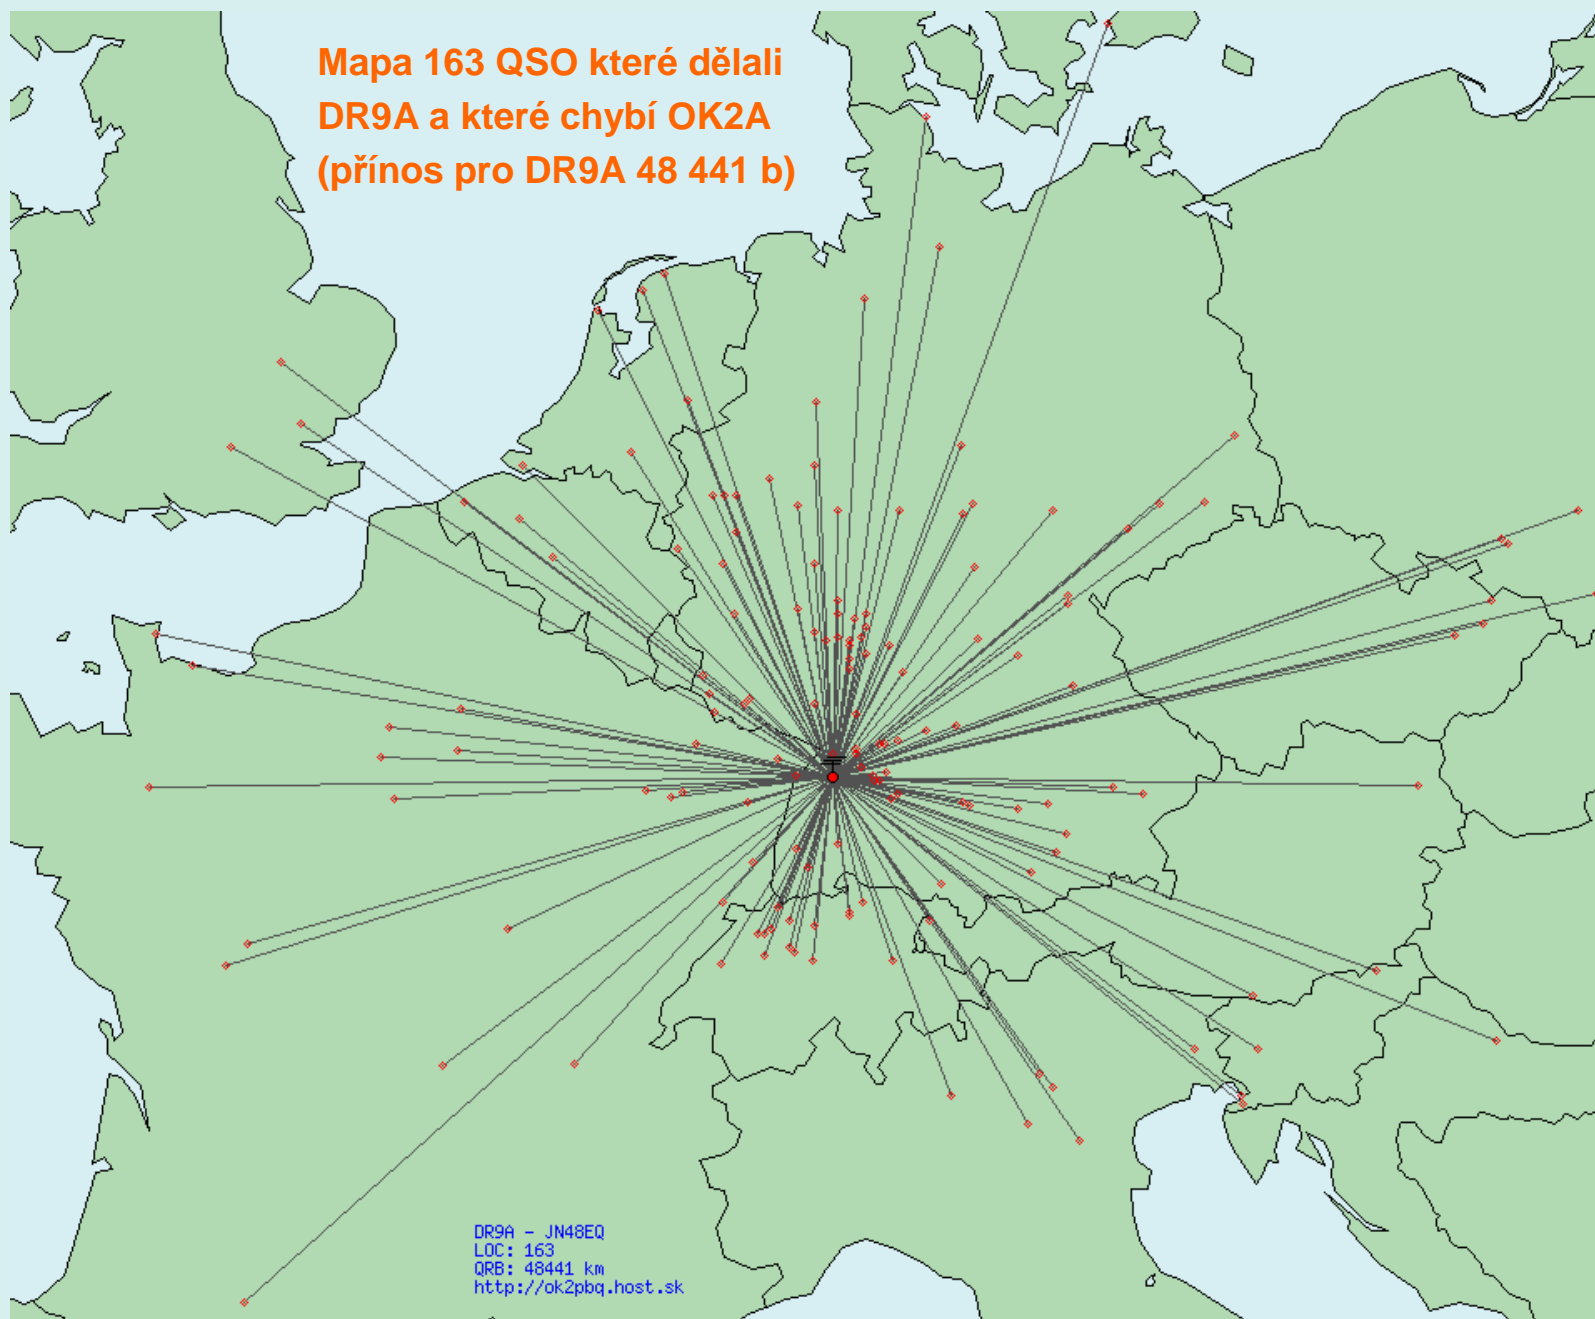 Mapa 163 QSO které dělali
DR9A a které chybí OK2A
(přínos pro DR9A 48 441 b)
DR9A - JN48EQ
LOC: 163
QRB: 48441 km
http://ok2pbq.host.sk